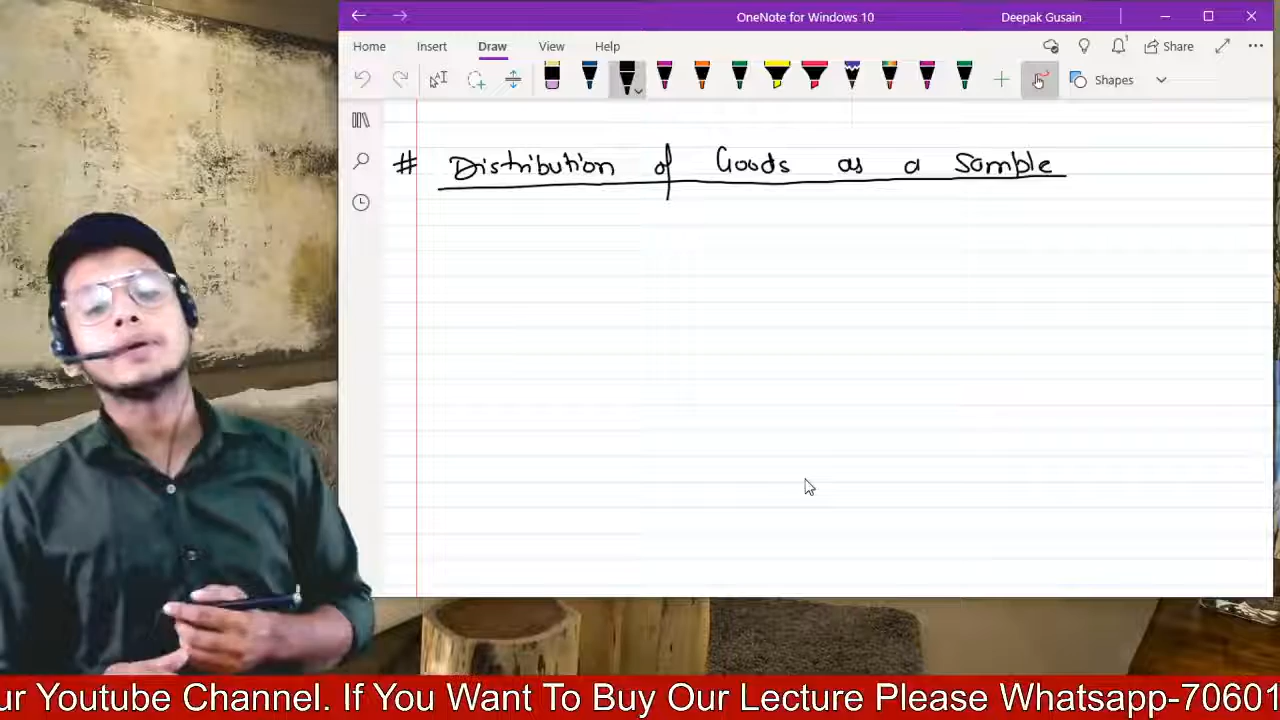 OneNote for Windows 10
Deepak Gusain
Home Insert Draw View Help
Share
Shapes
# Distribution of Goods as a Sample
ur Youtube Channel. If You Want To Buy Our Lecture Please Whatsapp-70601